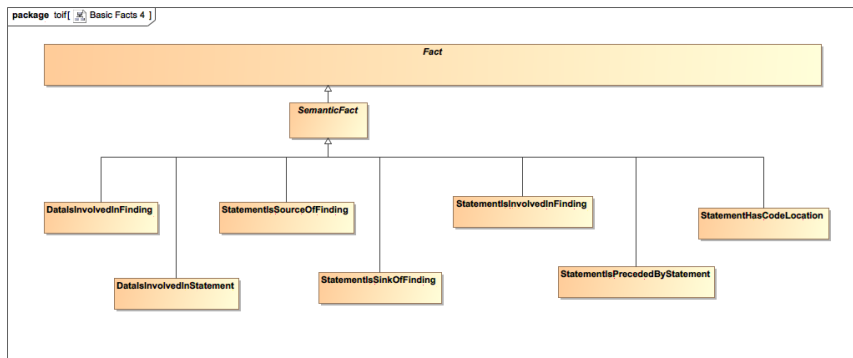 package toif[ Basic Facts 4 ]
Fact
SemanticFact
DataIsInvolvedInFinding
StatementIsSourceOfFinding
StatementIsInvolvedInFinding
StatementHasCodeLocation
DataIsInvolvedInStatement
StatementIsSinkOfFinding
StatementIsPrecededByStatement